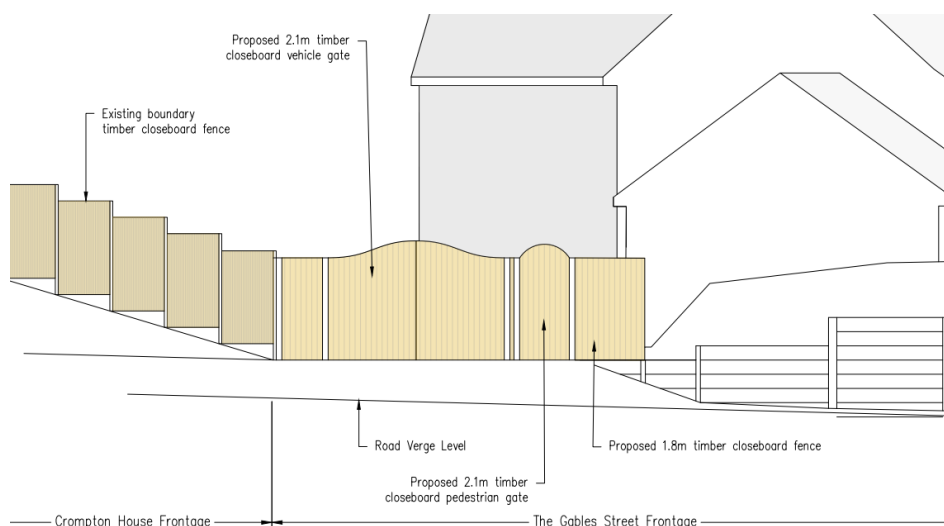 Proposed 2.1m timber
closeboard vehicle gate
Existing boundary
timber closeboard fence
Road Verge Level
Proposed 1.8m timber closeboard fence
Proposed 2.1m timber
closeboard pedestrian gate
Crompton House Frontage
The Gables Street Frontage